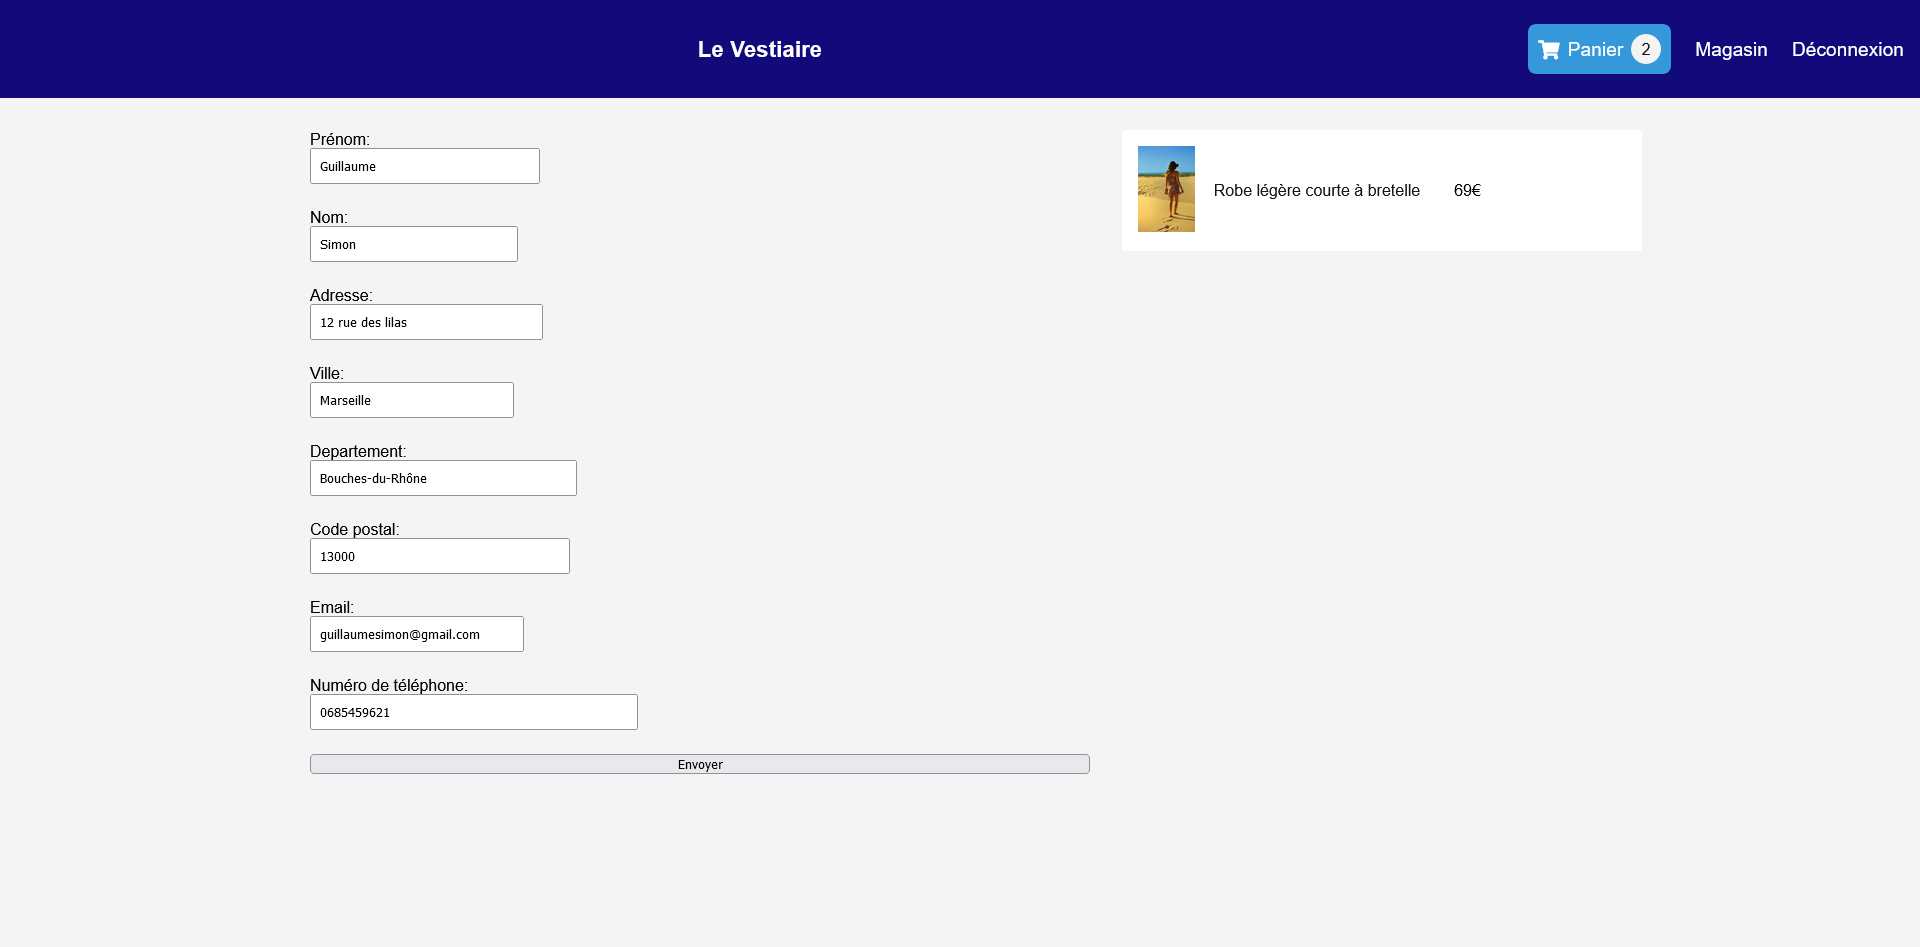 Le Vestiaire
Panier 2
Magasin
Déconnexion
Prénom:
Guillaume
Nom:
Simon
Adresse:
12 rue des lilas
Ville:
Marseille
Departement:
Bouches-du-Rhône
Code postal:
13000
Email:
guillaumesimon@gmail.com
Numéro de téléphone:
0685459621
Envoyer
Robe légère courte à bretelle 69€